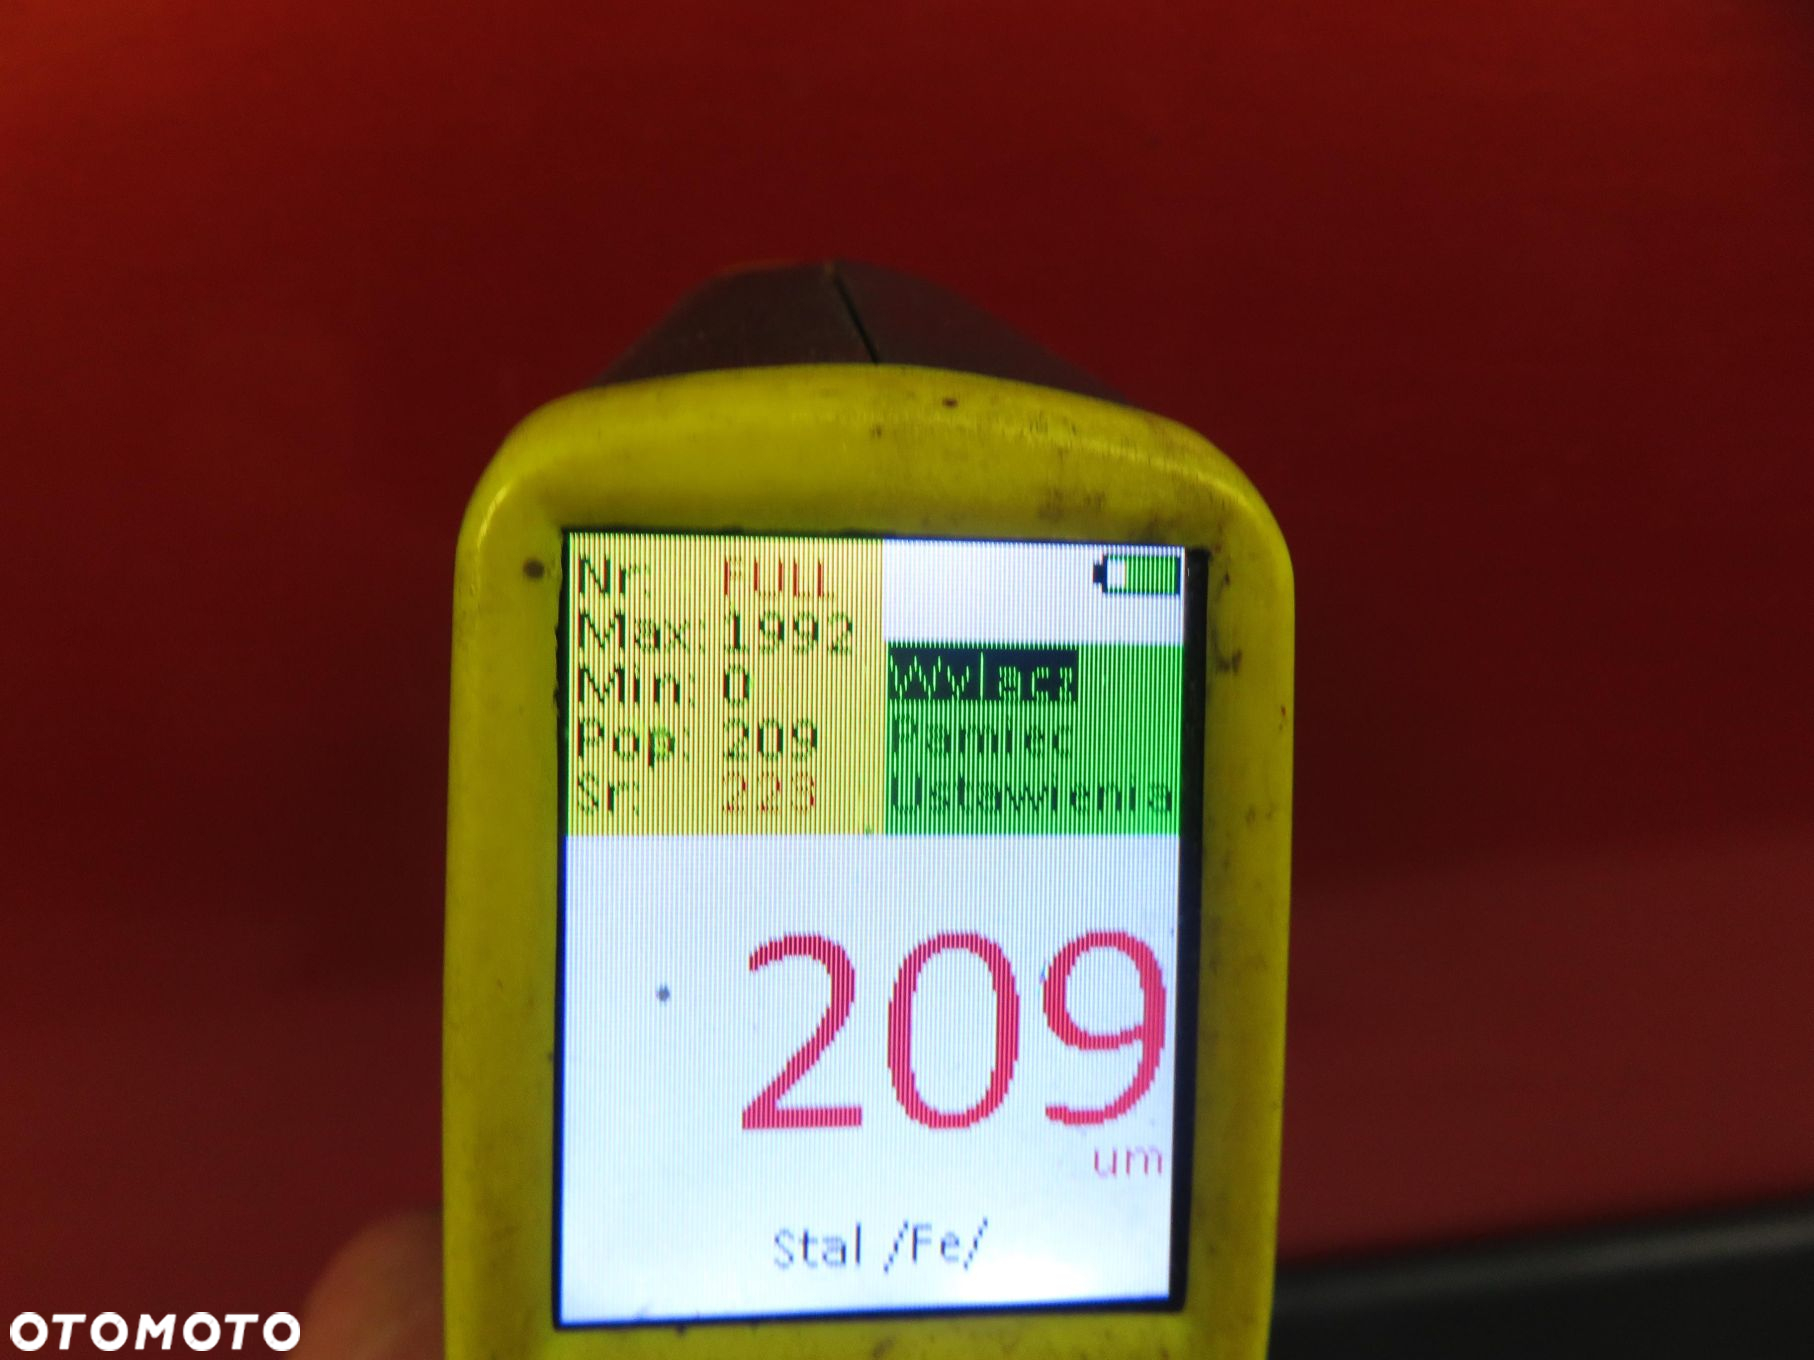 Nr: FULL
Max: 1992
Min: 0
Pop: 209
Sr: 223
Wylacz
Pamiec
Ustawienia
209
um
Stal /Fe/
OTOMOTO